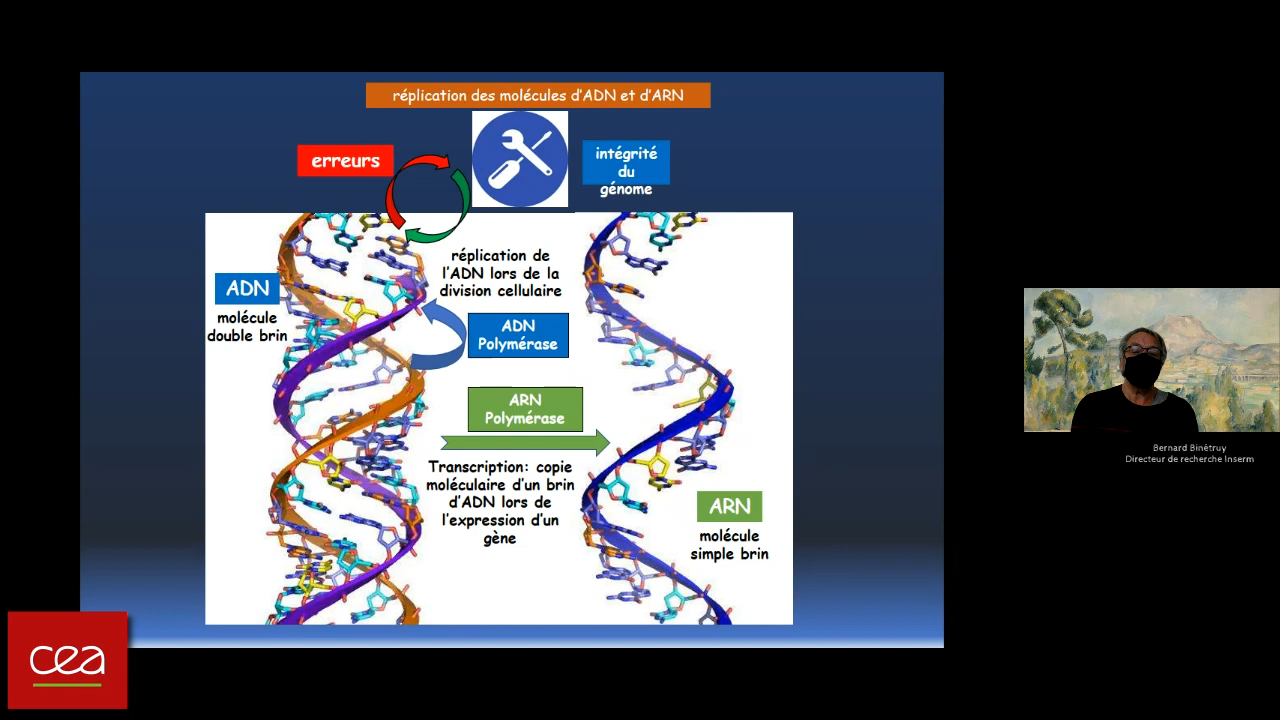 réplication des molécules d'ADN et d'ARN
erreurs
intégrité
du
génome
réplication de
l'ADN lors de la
division cellulaire
ADN
molécule
double brin
ADN
Polymérase
ARN
Polymérase
Transcription: copie
moléculaire d'un brin
d'ADN lors de
l'expression d'un
gène
ARN
molécule
simple brin
Bernard Binétruy
Directeur de recherche Inserm
cea